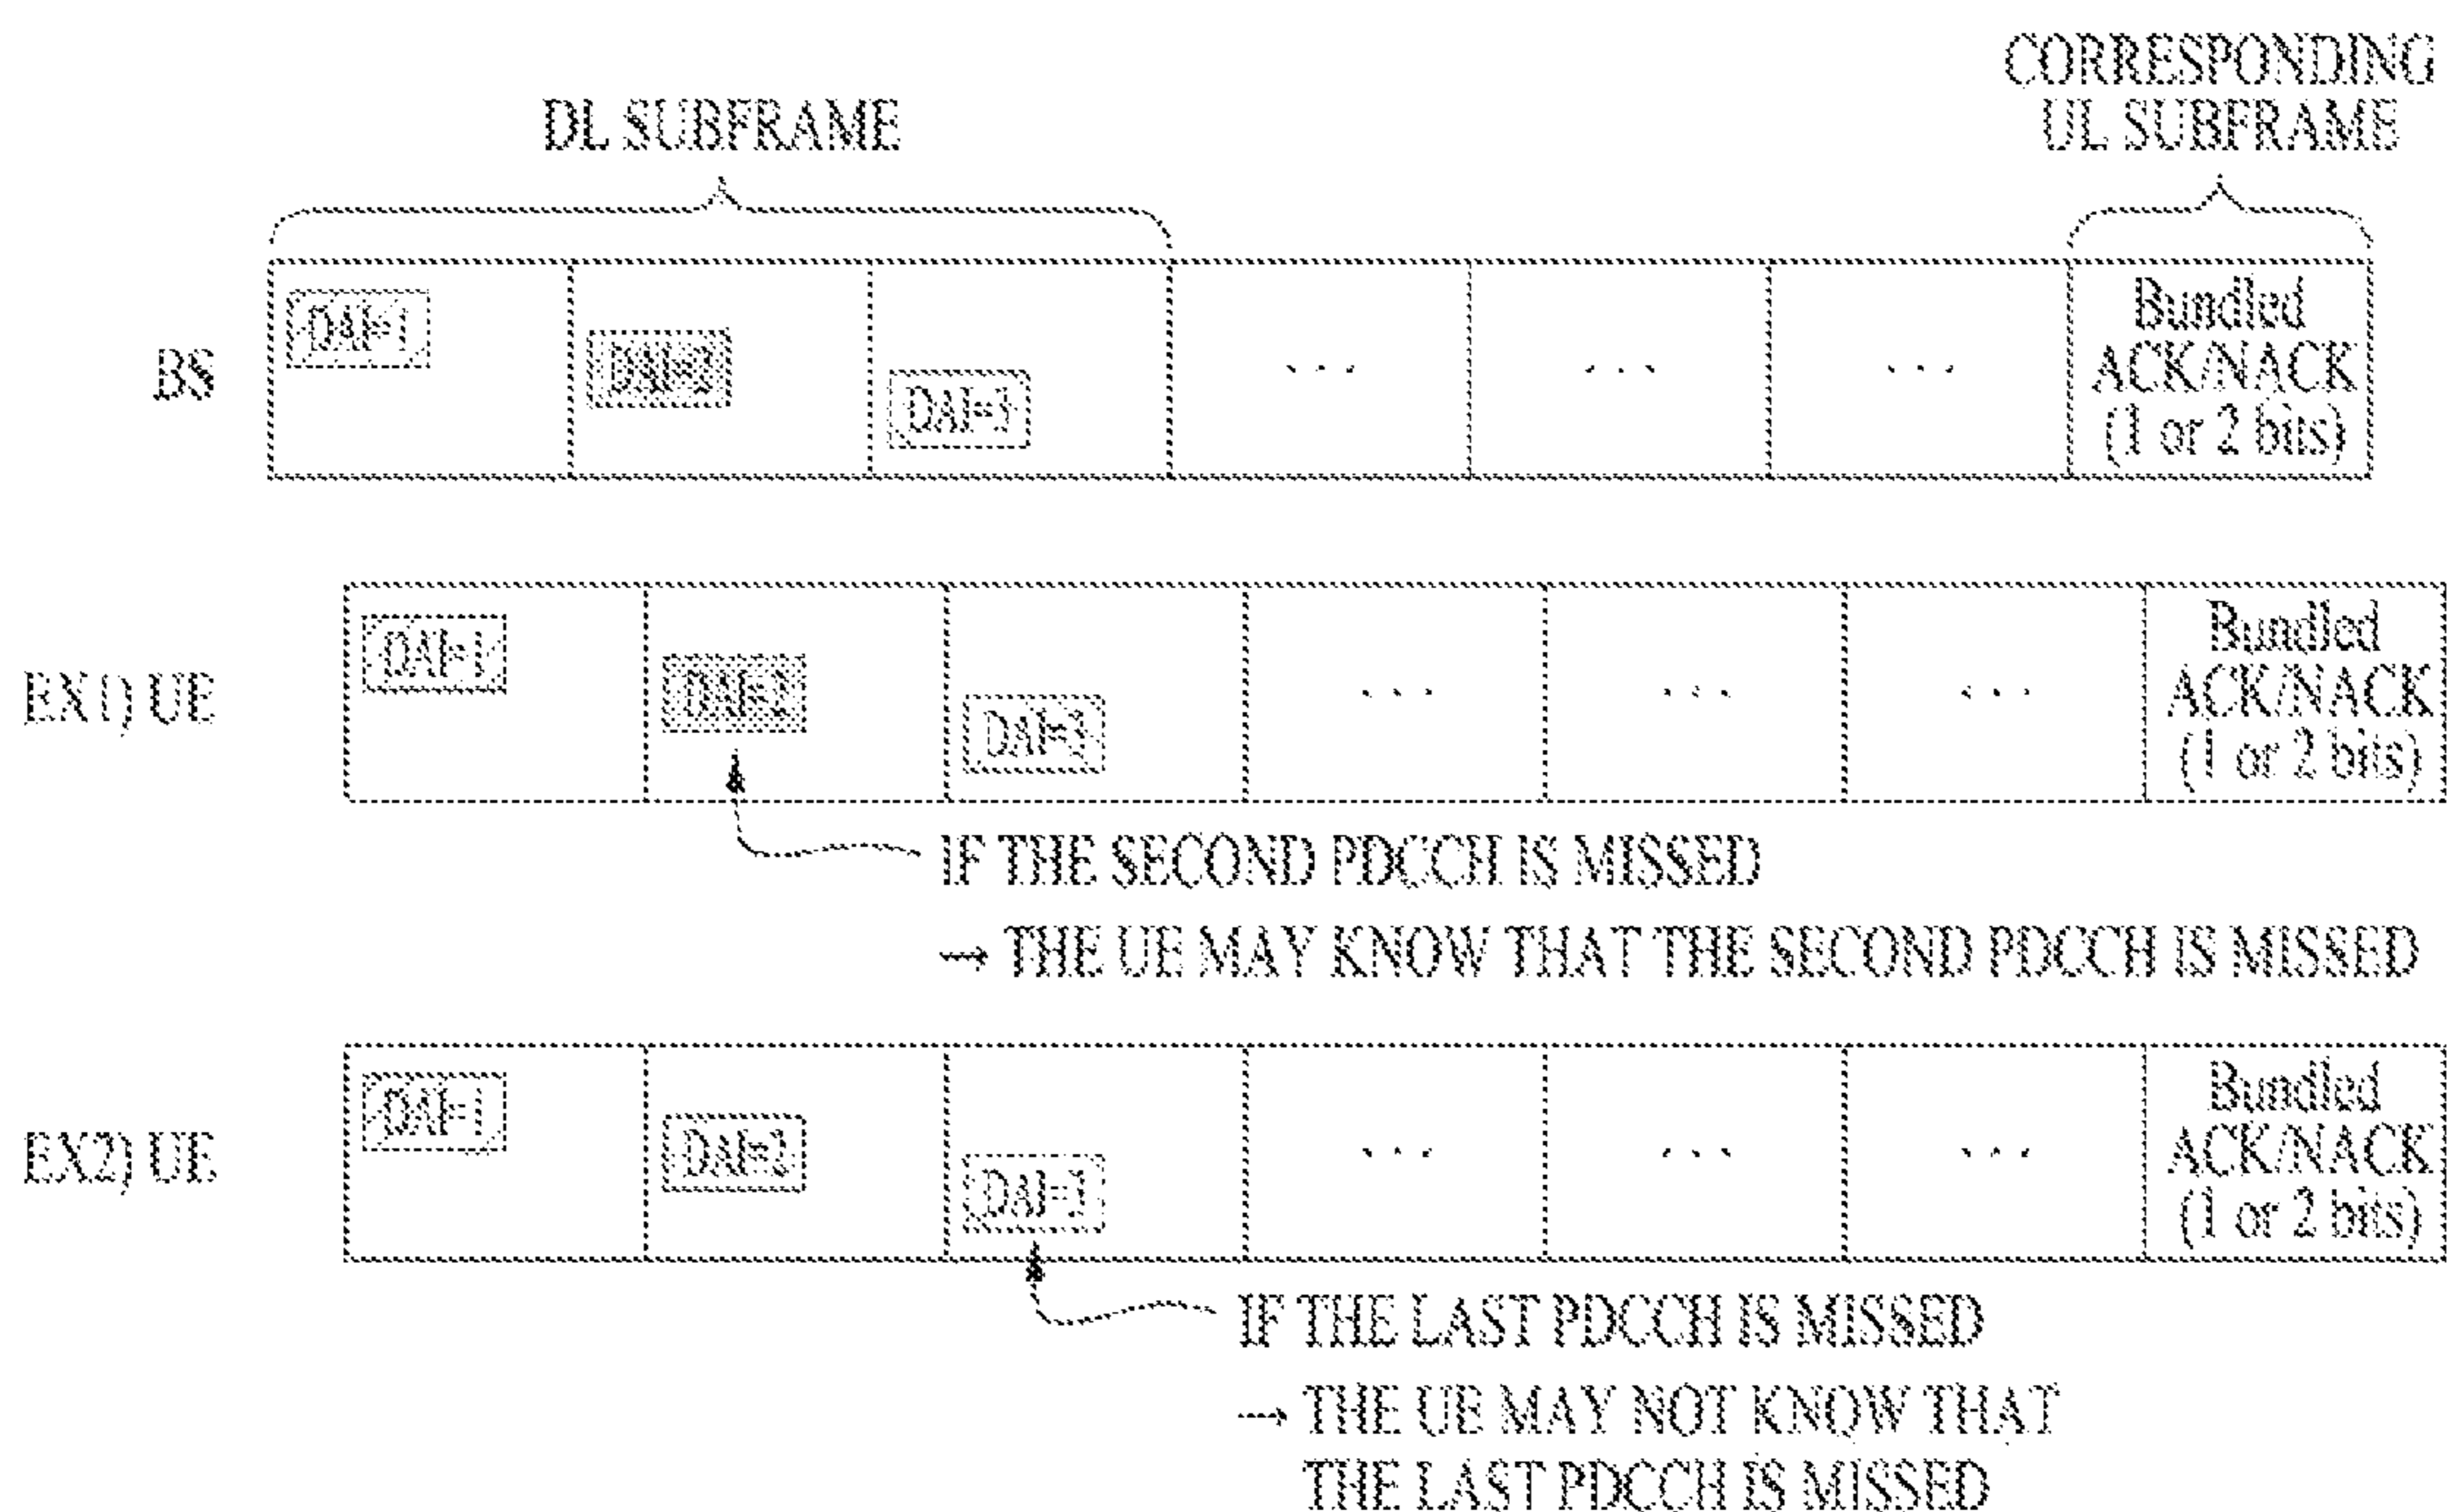 CORRESPONDING
DL SUBFRAME UL SUBFRAME
BS DAI=1 DAI=2 DAI=3 ... ... ... Bundled
ACK/NACK
(1 or 2 bits)
EX1) UE DAI=1 DAI=2 DAI=3 ... ... ... Bundled
ACK/NACK
(1 or 2 bits)
IF THE SECOND PDCCH IS MISSED
→ THE UE MAY KNOW THAT THE SECOND PDCCH IS MISSED
EX2) UE DAI=1 DAI=2 DAI=3 ... ... ... Bundled
ACK/NACK
(1 or 2 bits)
IF THE LAST PDCCH IS MISSED
→ THE UE MAY NOT KNOW THAT
THE LAST PDCCH IS MISSED